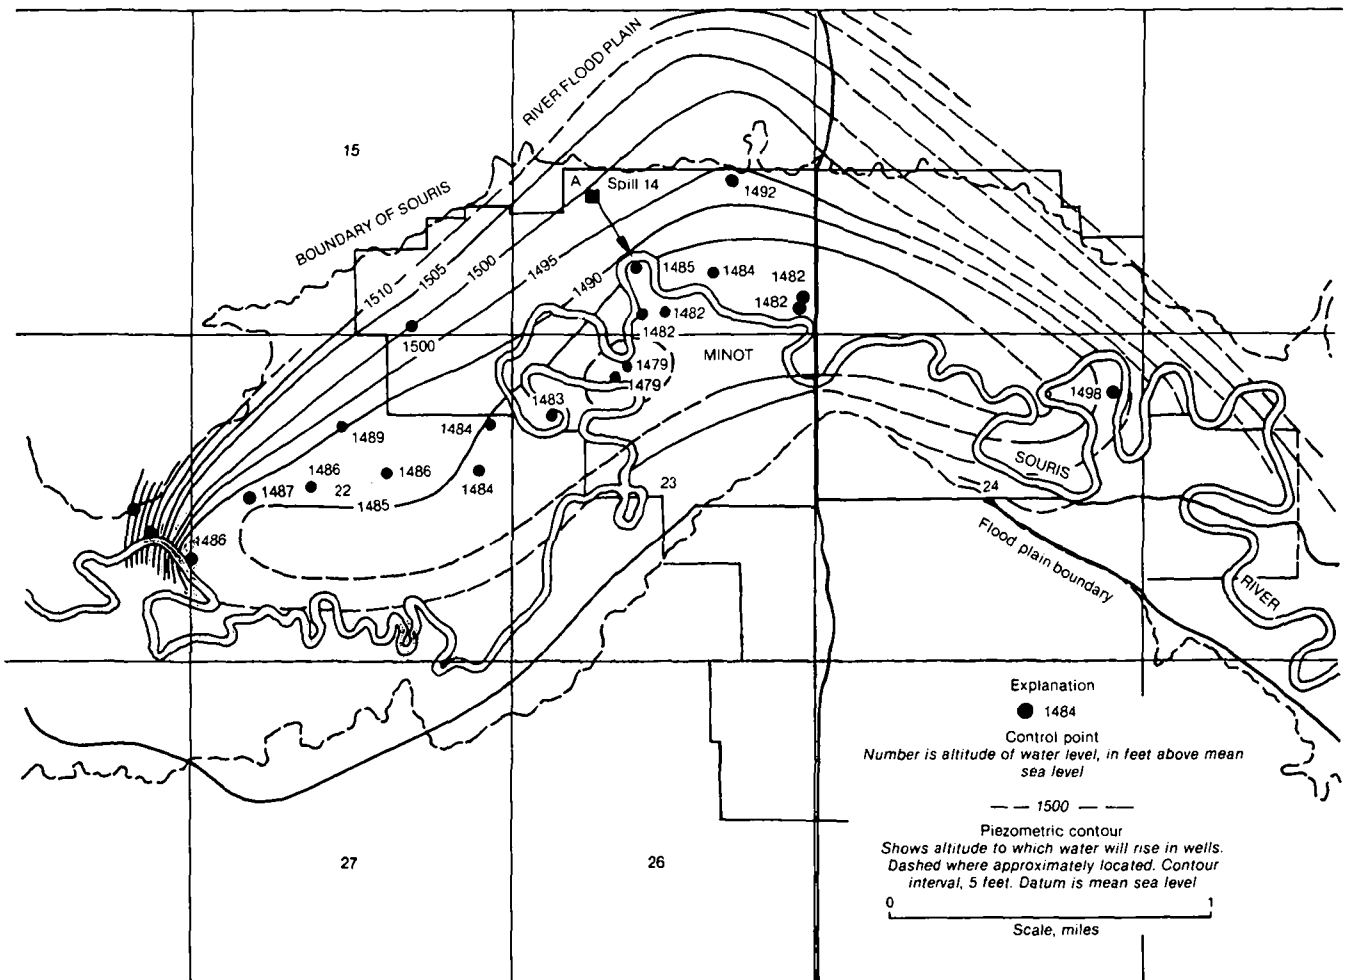 RIVER FLOOD PLAIN
15
BOUNDARY OF SOURIS
A
Spill 14
1492
1510
1505
1500
1495
1490
1485
1484
1482
1482
1482
1482
1500
MINOT
1479
1479
1483
1498
1489
1484
1486
1486
1484
SOURIS
1487
22
1485
23
24
1486
Flood plain boundary
RIVER
Explanation
1484
Control point
Number is altitude of water level, in feet above mean
sea level
1500
Piezometric contour
Shows altitude to which water will rise in wells.
Dashed where approximately located. Contour
interval, 5 feet. Datum is mean sea level
0 1
Scale, miles
27
26